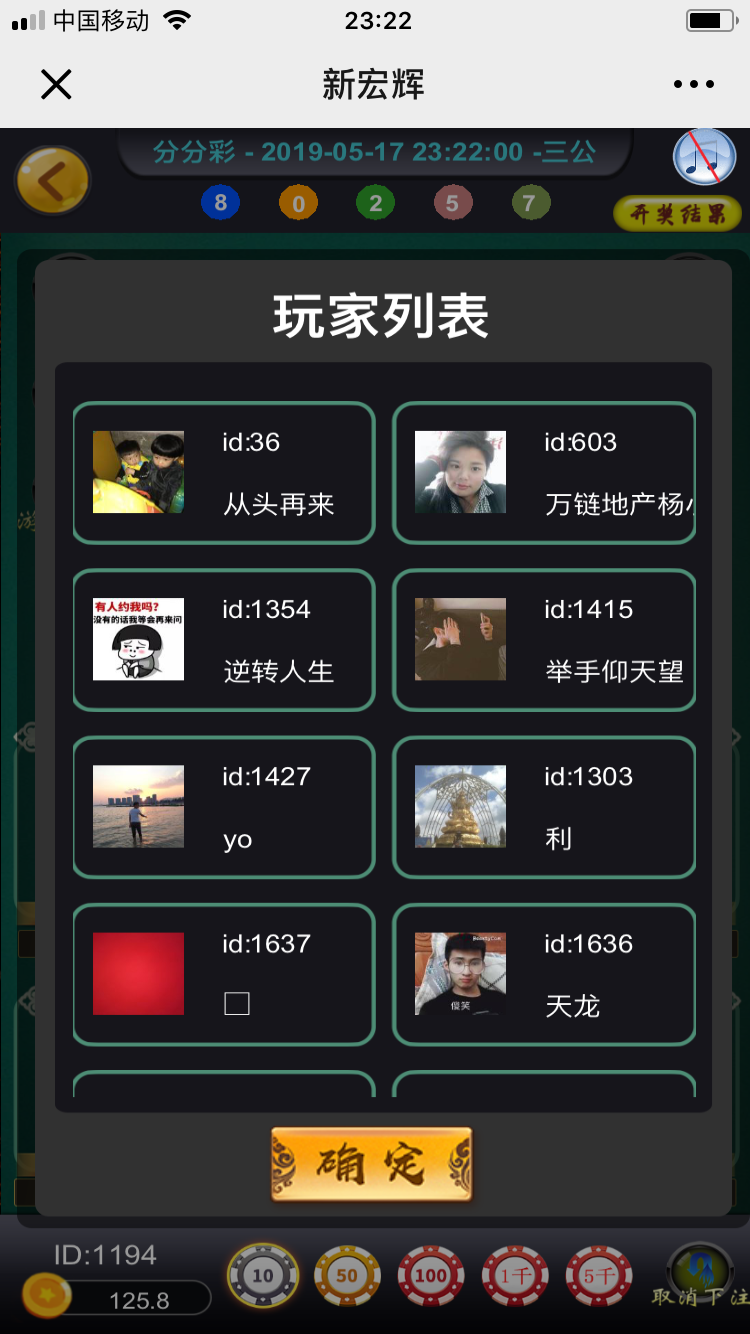 中国移动
23:22
新宏辉
分分彩 - 2019-05-17 23:22:00 -三公
8 0 2 5 7
开奖结果
玩家列表
id:36
从头再来
id:603
万链地产杨
id:1354
逆转人生
有人约我吗?
没有的话我等会再来问
id:1415
举手仰天望
id:1427
yo
id:1303
利
id:1637
id:1636
天龙
傻笑
确定
ID:1194
125.8
10 50 100 1千 5千
取消下注